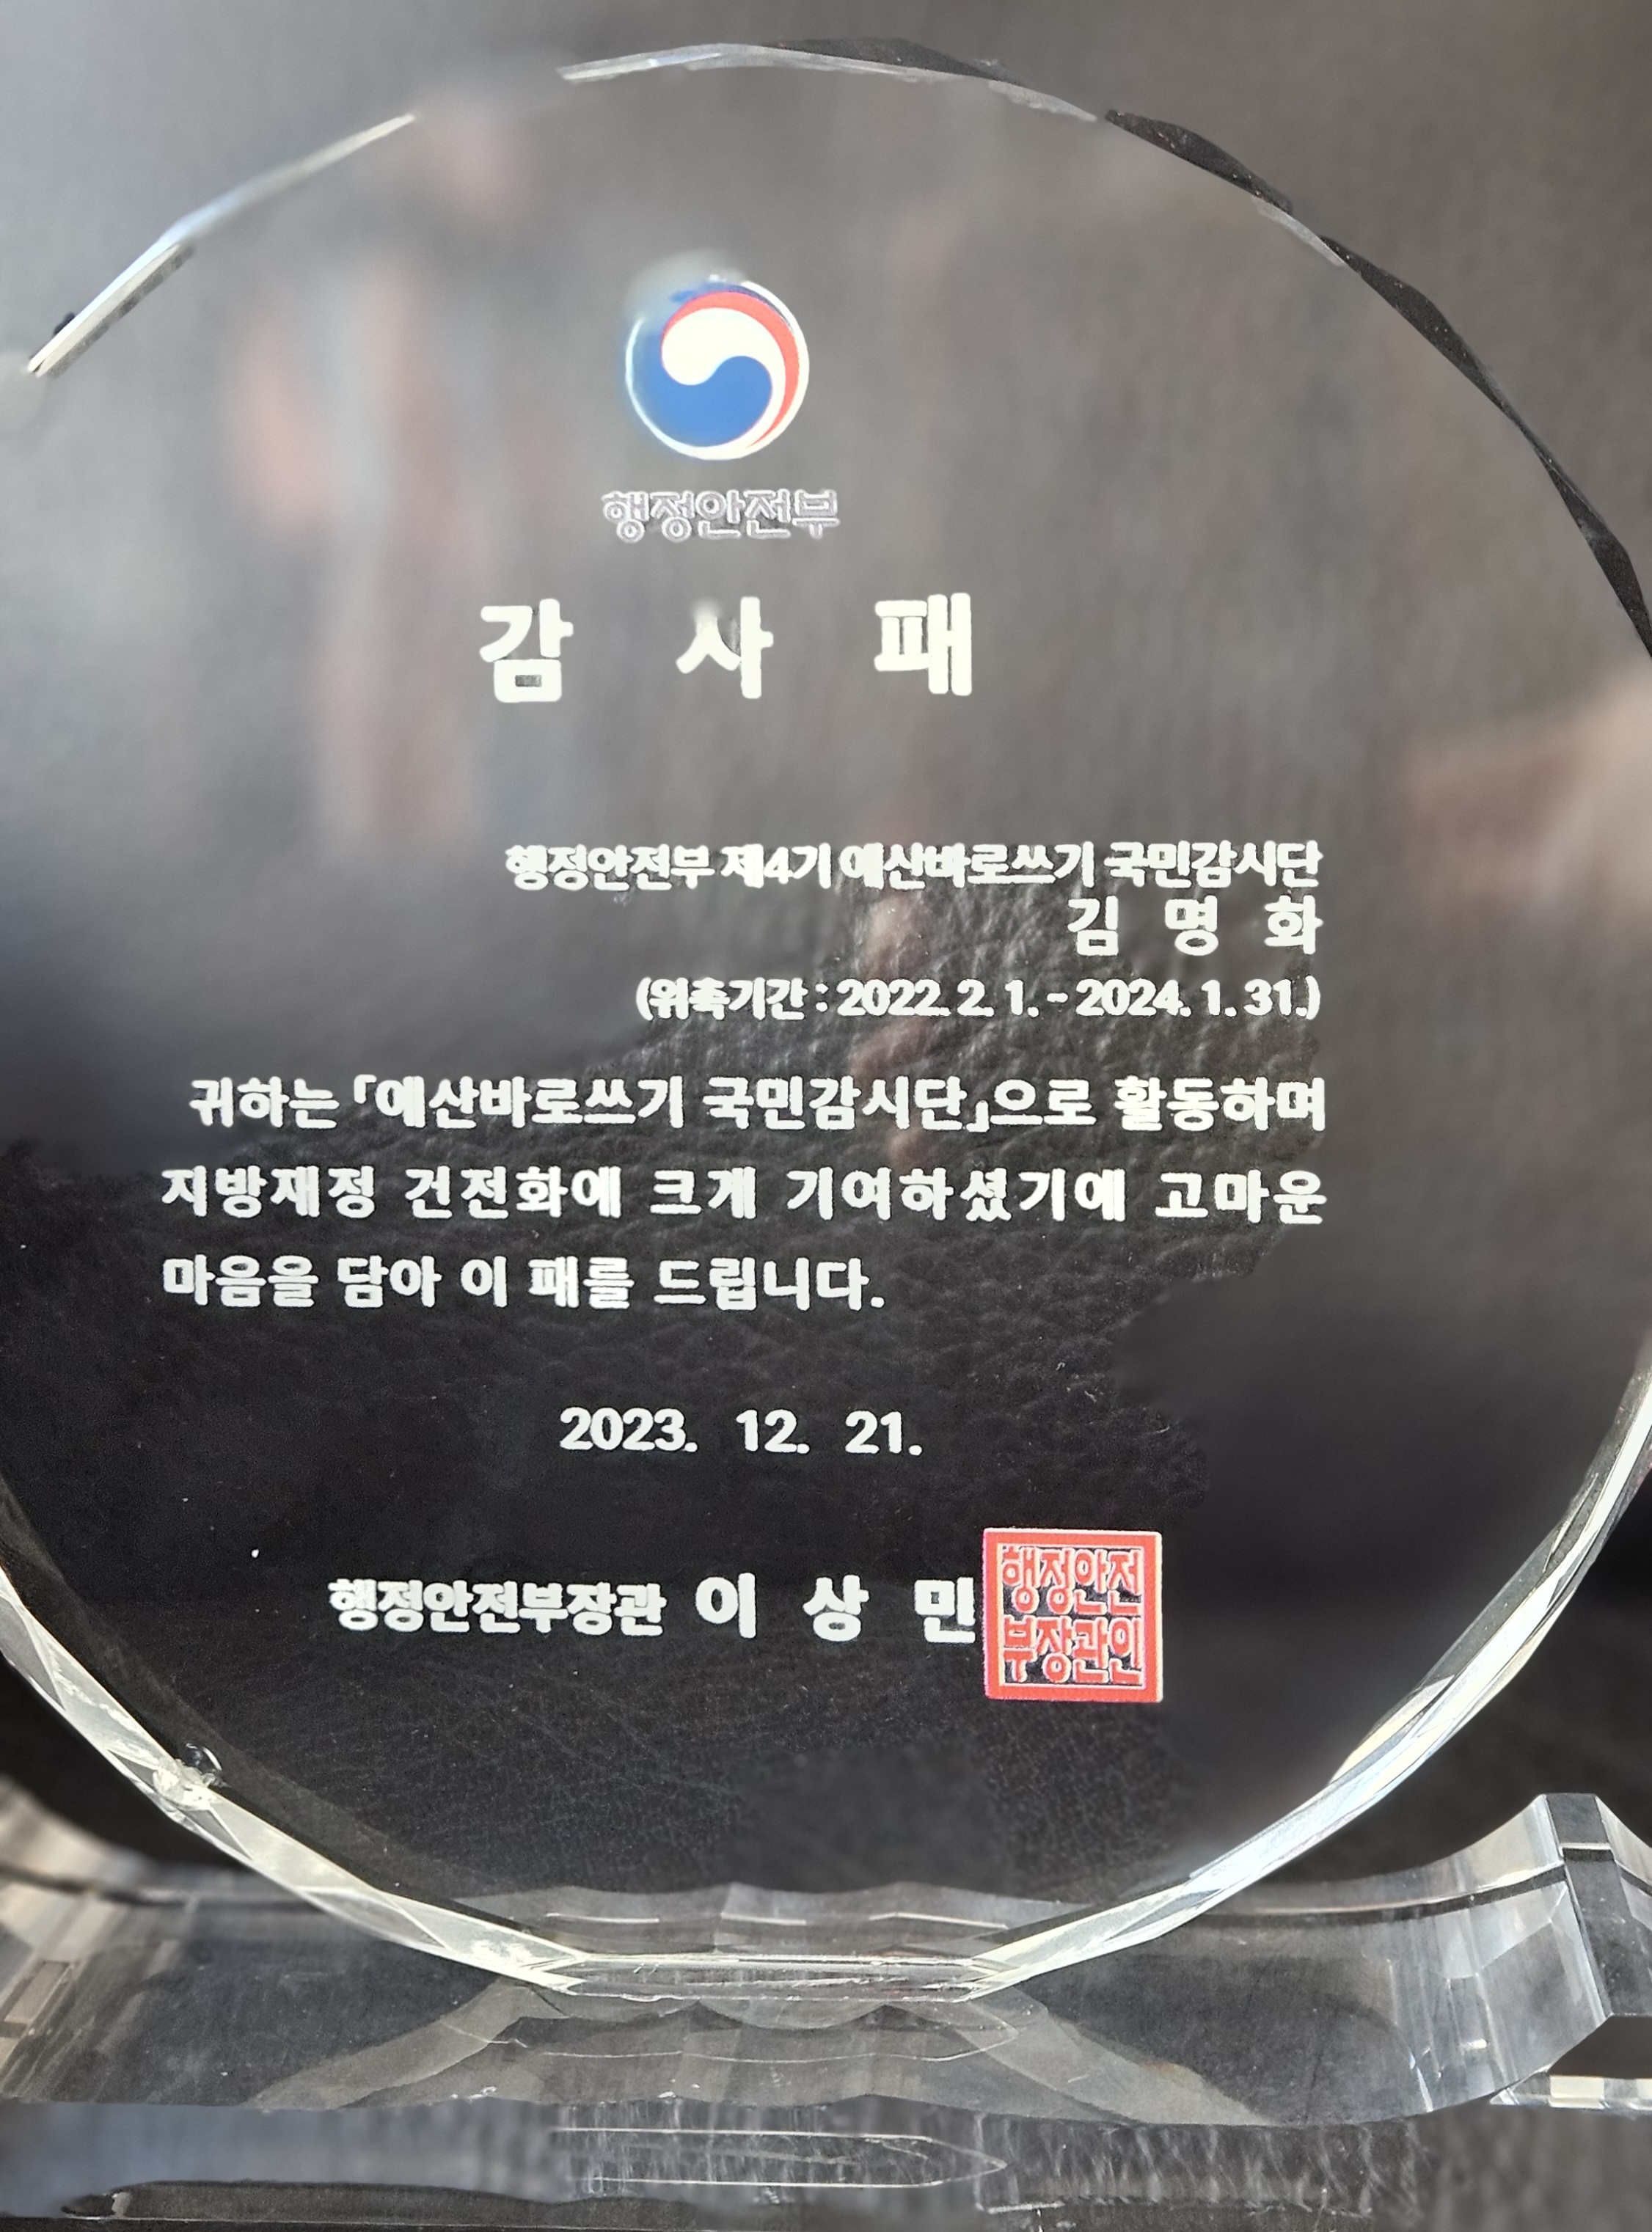 행정안전부
감 사 패
행정안전부 제4기 예산바로쓰기 국민감시단
김 명 화
(위촉기간 : 2022. 2. 1. - 2024. 1. 31.)
귀하는 「예산바로쓰기 국민감시단」으로 활동하며
지방재정 건전화에 크게 기여하셨기에 고마운
마음을 담아 이 패를 드립니다.
2023. 12. 21.
행정안전부장관 이 상 민
행정안전
부장관인